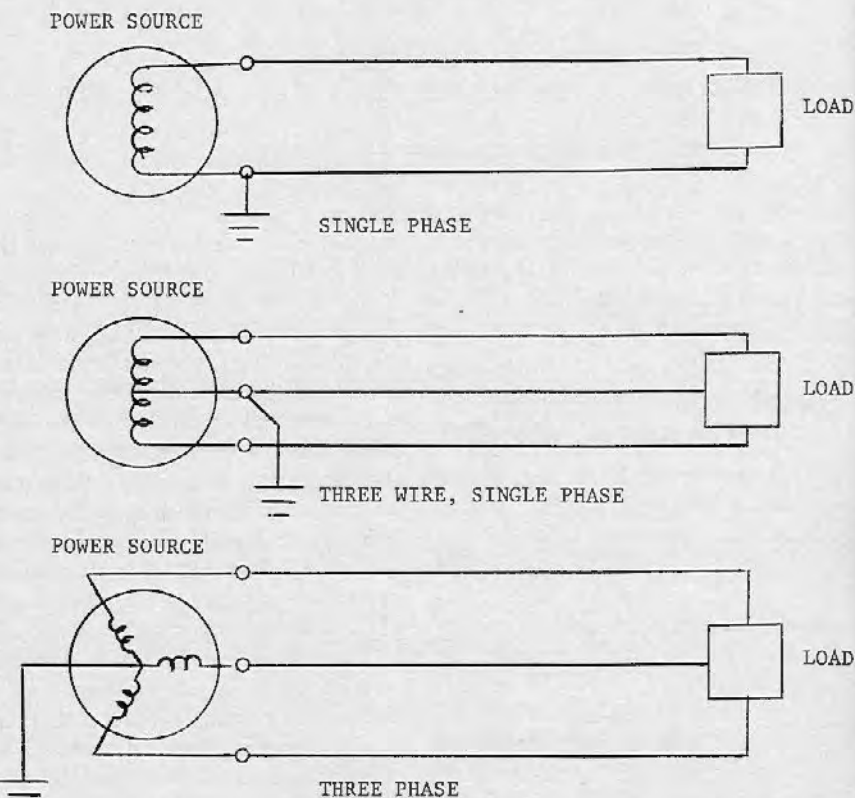 POWER SOURCE
LOAD
SINGLE PHASE
POWER SOURCE
LOAD
THREE WIRE, SINGLE PHASE
POWER SOURCE
LOAD
THREE PHASE